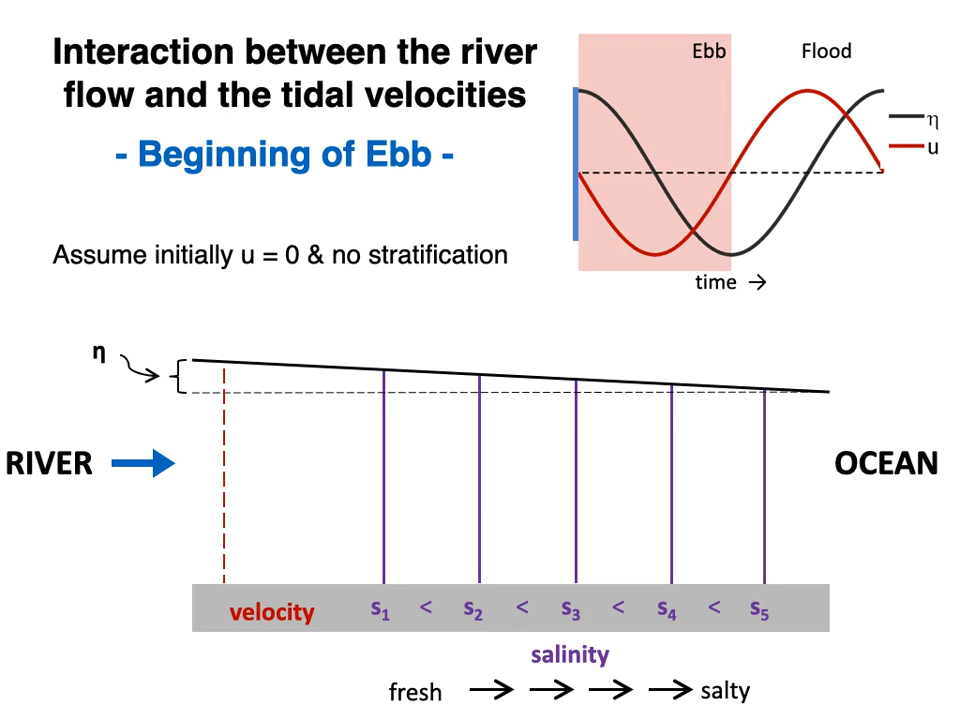 Interaction between the river
flow and the tidal velocities
- Beginning of Ebb -
Assume initially u = 0 & no stratification
Ebb
Flood
η
u
time →
η
RIVER
OCEAN
velocity
s₁ < s₂ < s₃ < s₄ < s₅
salinity
fresh → → → → salty